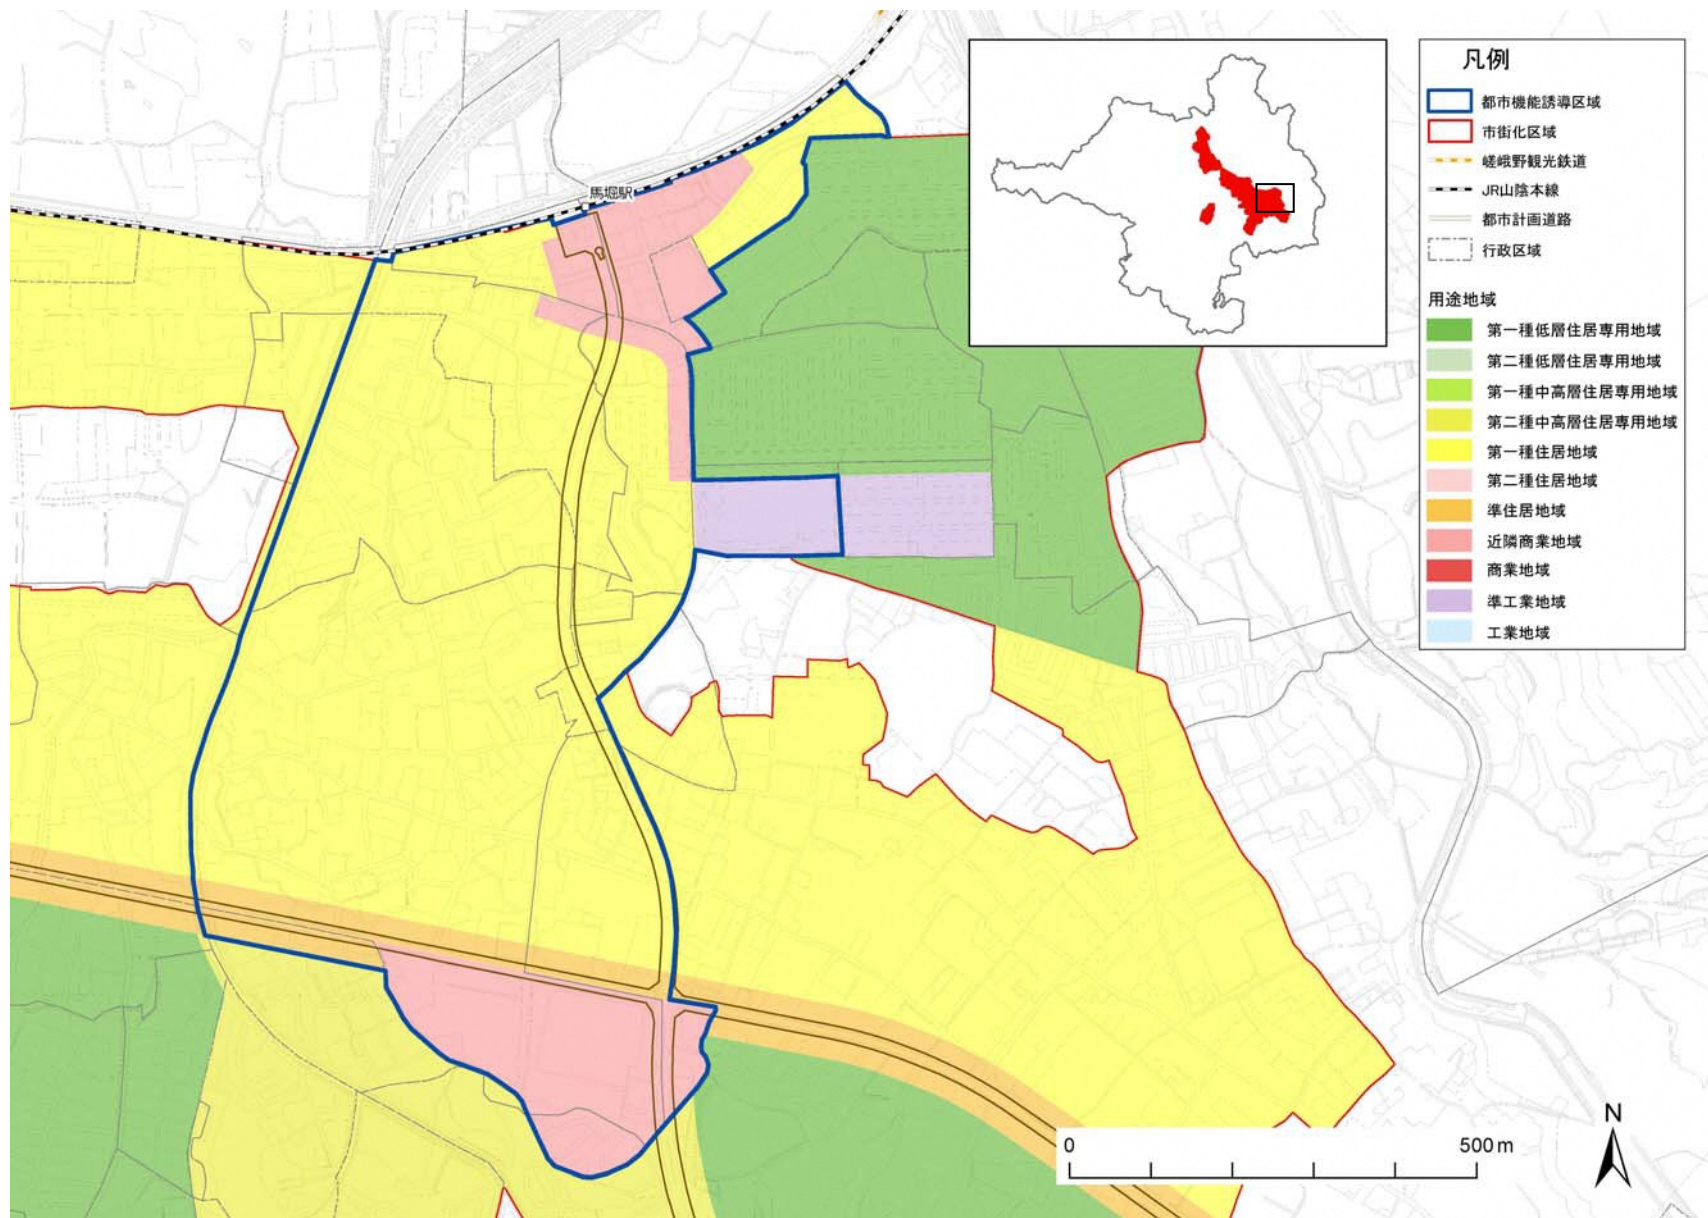 馬堀駅
凡例
都市機能誘導区域
市街化区域
嵯峨野観光鉄道
JR山陰本線
都市計画道路
行政区域
用途地域
第一種低層住居専用地域
第二種低層住居専用地域
第一種中高層住居専用地域
第二種中高層住居専用地域
第一種住居地域
第二種住居地域
準住居地域
近隣商業地域
商業地域
準工業地域
工業地域
0 500m
N